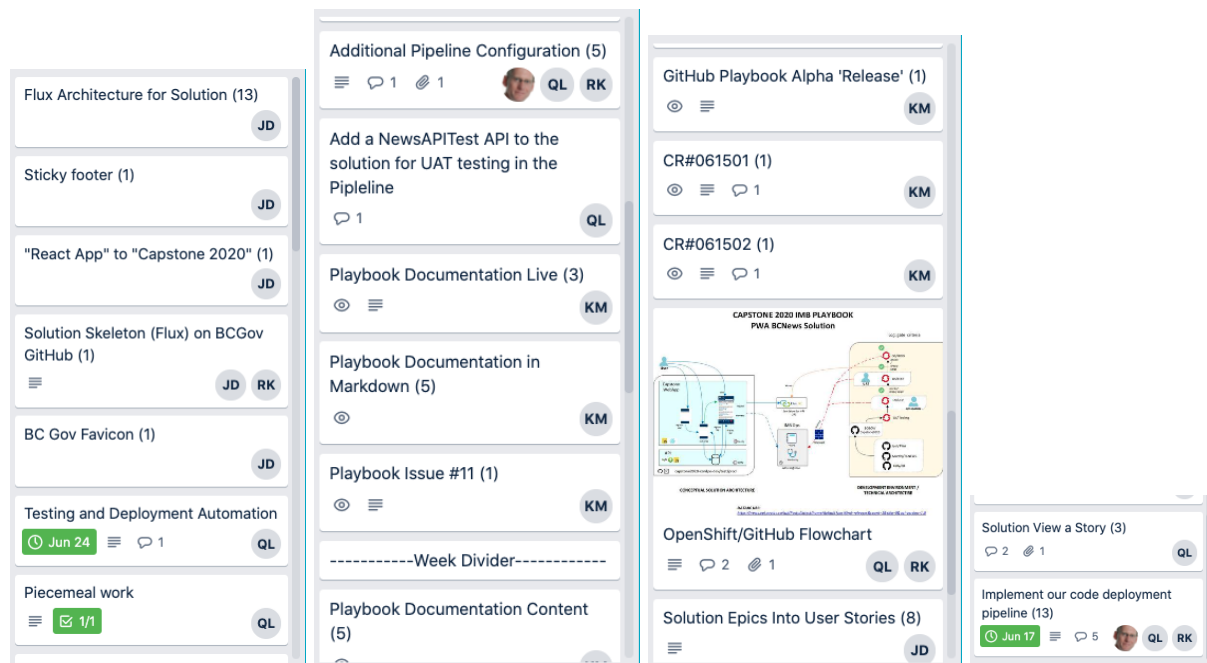 Flux Architecture for Solution (13)
JD
Sticky footer (1)
JD
"React App" to "Capstone 2020" (1)
JD
Solution Skeleton (Flux) on BCGov
GitHub (1)
JD RK
BC Gov Favicon (1)
JD
Testing and Deployment Automation
Jun 24 1 QL
Piecemeal work
1/1 QL
Additional Pipeline Configuration (5)
1 1 QL RK
Add a NewsAPITest API to the
solution for UAT testing in the
Pipleline
1 QL
Playbook Documentation Live (3)
KM
Playbook Documentation in
Markdown (5)
KM
Playbook Issue #11 (1)
KM
-----------Week Divider------------
Playbook Documentation Content
(5)
GitHub Playbook Alpha 'Release' (1)
KM
CR#061501 (1)
1 KM
CR#061502 (1)
1 KM
CAPSTONE 2020 IMB PLAYBOOK
PWA BCNews Solution
CONCEPTUAL SOLUTION ARCHITECTURE
DEVELOPMENT ENVIRONMENT /
TECHNICAL ARCHITECTURE
OpenShift/GitHub Flowchart
2 1 QL RK
Solution Epics Into User Stories (8)
JD
Solution View a Story (3)
2 1 QL
Implement our code deployment
pipeline (13)
Jun 17 5 QL RK